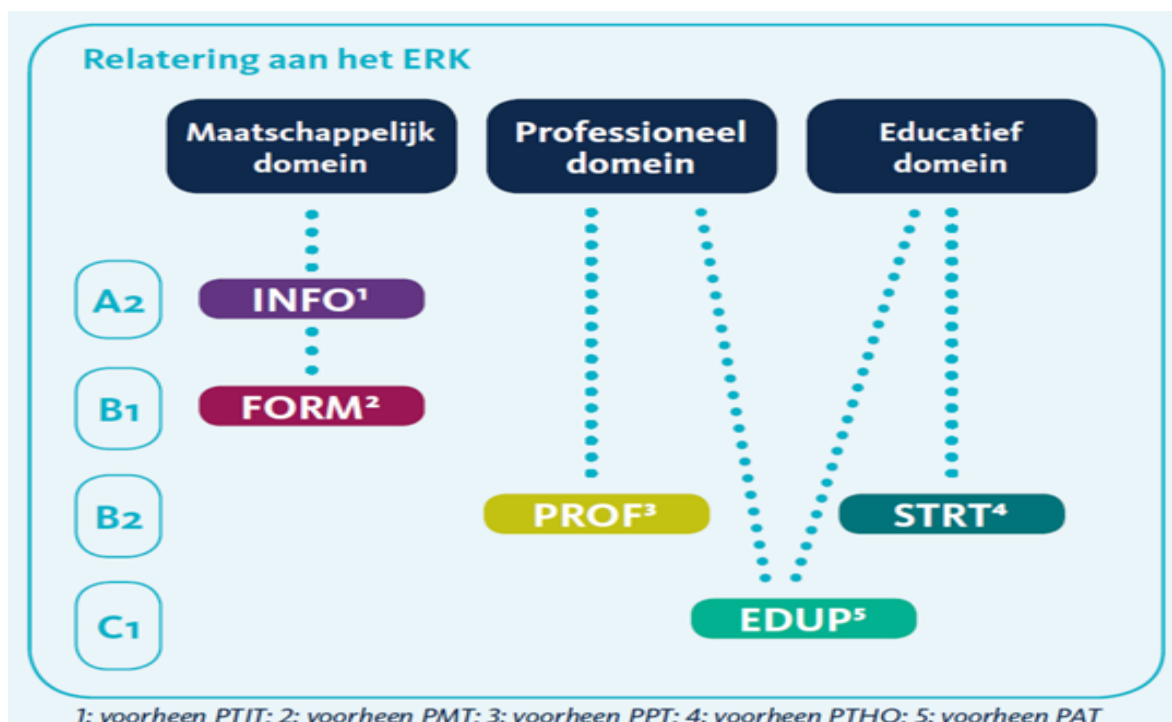 Relatering aan het ERK
Maatschappelijk
domein
Professioneel
domein
Educatief
domein
A2
INFO¹
B1
FORM²
B2
PROF³
STRT⁴
C1
EDUP⁵
1: voorheen PTIT; 2: voorheen PMT; 3: voorheen PPT; 4: voorheen PTHO; 5: voorheen PAT